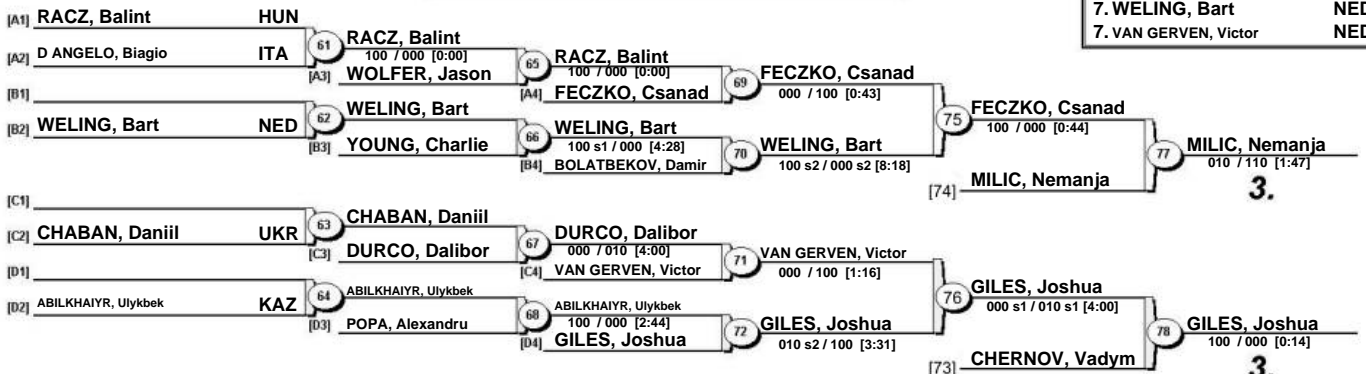 7. WELING, Bart NED
7. VAN GERVEN, Victor NED
[A1] RACZ, Balint HUN
[A2] D ANGELO, Biagio ITA
61 RACZ, Balint
100 / 000 [0:00]
[A3] WOLFER, Jason
65 RACZ, Balint
100 / 000 [0:00]
[A4] FECZKO, Csanad
69 FECZKO, Csanad
000 / 100 [0:43]
[B1]
[B2] WELING, Bart NED
62 WELING, Bart
[B3] YOUNG, Charlie
66 WELING, Bart
100 s1 / 000 [4:28]
[B4] BOLATBEKOV, Damir
70 WELING, Bart
100 s2 / 000 s2 [8:18]
75 FECZKO, Csanad
100 / 000 [0:44]
[74] MILIC, Nemanja
77 MILIC, Nemanja
010 / 110 [1:47]
3.
[C1]
[C2] CHABAN, Daniil UKR
63 CHABAN, Daniil
[C3] DURCO, Dalibor
67 DURCO, Dalibor
000 / 010 [4:00]
[C4] VAN GERVEN, Victor
71 VAN GERVEN, Victor
000 / 100 [1:16]
[D1]
[D2] ABILKHAIYR, Ulykbek KAZ
64 ABILKHAIYR, Ulykbek
[D3] POPA, Alexandru
68 ABILKHAIYR, Ulykbek
100 / 000 [2:44]
[D4] GILES, Joshua
72 GILES, Joshua
010 s2 / 100 [3:31]
76 GILES, Joshua
000 s1 / 010 s1 [4:00]
[73] CHERNOV, Vadym
78 GILES, Joshua
100 / 000 [0:14]
3.